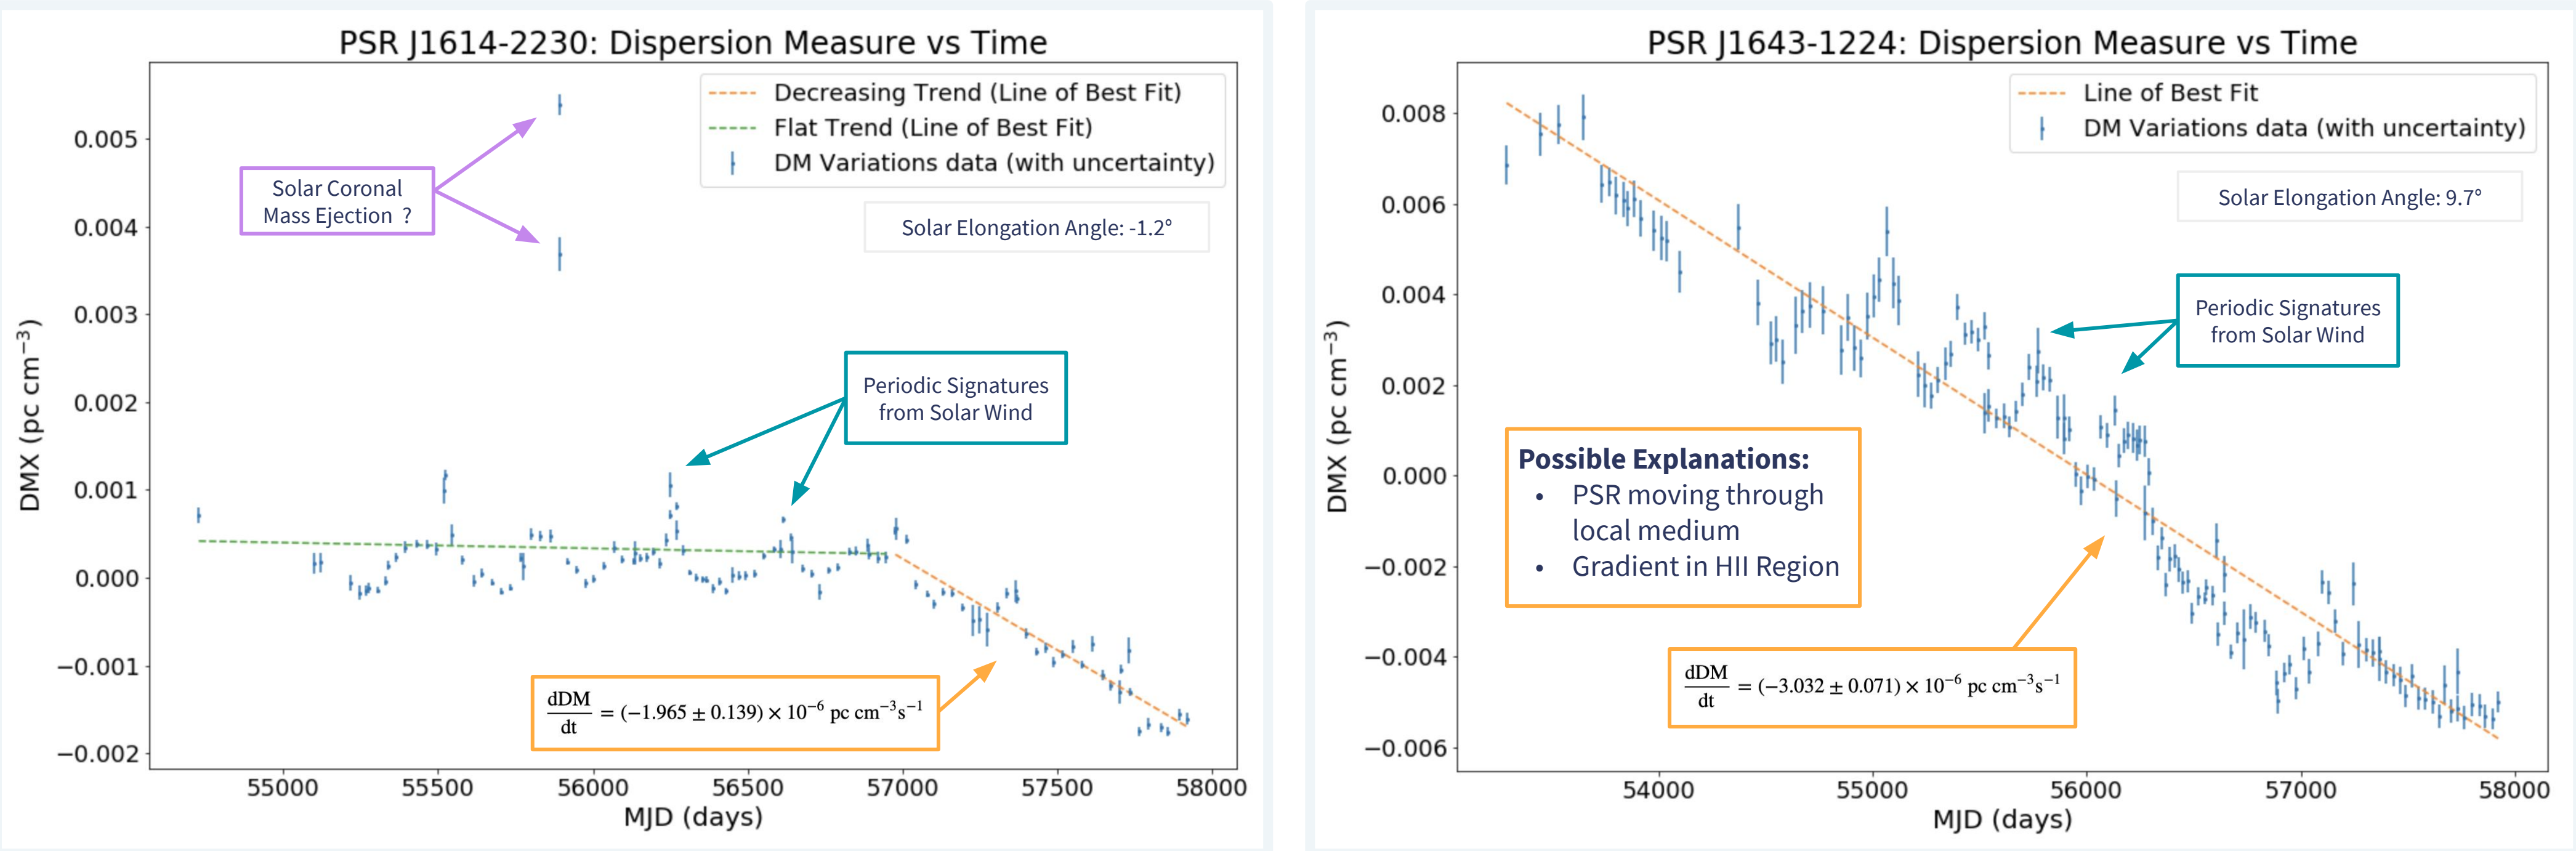 PSR J1614-2230: Dispersion Measure vs Time
Decreasing Trend (Line of Best Fit)
Flat Trend (Line of Best Fit)
DM Variations data (with uncertainty)
Solar Elongation Angle: -1.2°
Solar Coronal
Mass Ejection ?
Periodic Signatures
from Solar Wind
dDM/dt = (−1.965 ± 0.139) × 10⁻⁶ pc cm⁻³s⁻¹
DMX (pc cm⁻³)
0.005
0.004
0.003
0.002
0.001
0.000
−0.001
−0.002
55000 55500 56000 56500 57000 57500 58000
MJD (days)
PSR J1643-1224: Dispersion Measure vs Time
Line of Best Fit
DM Variations data (with uncertainty)
Solar Elongation Angle: 9.7°
Periodic Signatures
from Solar Wind
Possible Explanations:
• PSR moving through
local medium
• Gradient in HII Region
dDM/dt = (−3.032 ± 0.071) × 10⁻⁶ pc cm⁻³s⁻¹
DMX (pc cm⁻³)
0.008
0.006
0.004
0.002
0.000
−0.002
−0.004
−0.006
54000 55000 56000 57000 58000
MJD (days)